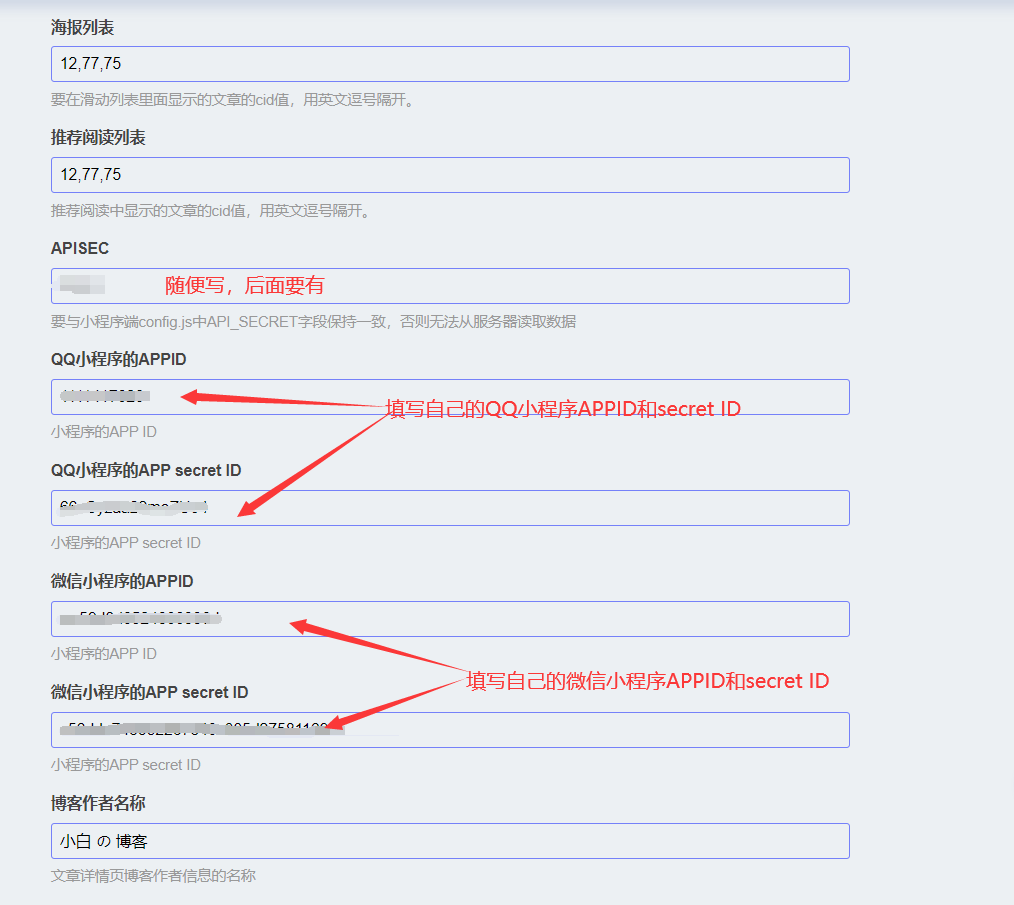 海报列表
12,77,75
要在滑动列表里面显示的文章的cid值，用英文逗号隔开。
推荐阅读列表
12,77,75
推荐阅读中显示的文章的cid值，用英文逗号隔开。
APISEC
随便写，后面要有
要与小程序端config.js中API_SECRET字段保持一致，否则无法从服务器读取数据
QQ小程序的APPID
填写自己的QQ小程序APPID和secret ID
小程序的APP ID
QQ小程序的APP secret ID
小程序的APP secret ID
微信小程序的APPID
小程序的APP ID
填写自己的微信小程序APPID和secret ID
微信小程序的APP secret ID
小程序的APP secret ID
博客作者名称
小白 の 博客
文章详情页博客作者信息的名称